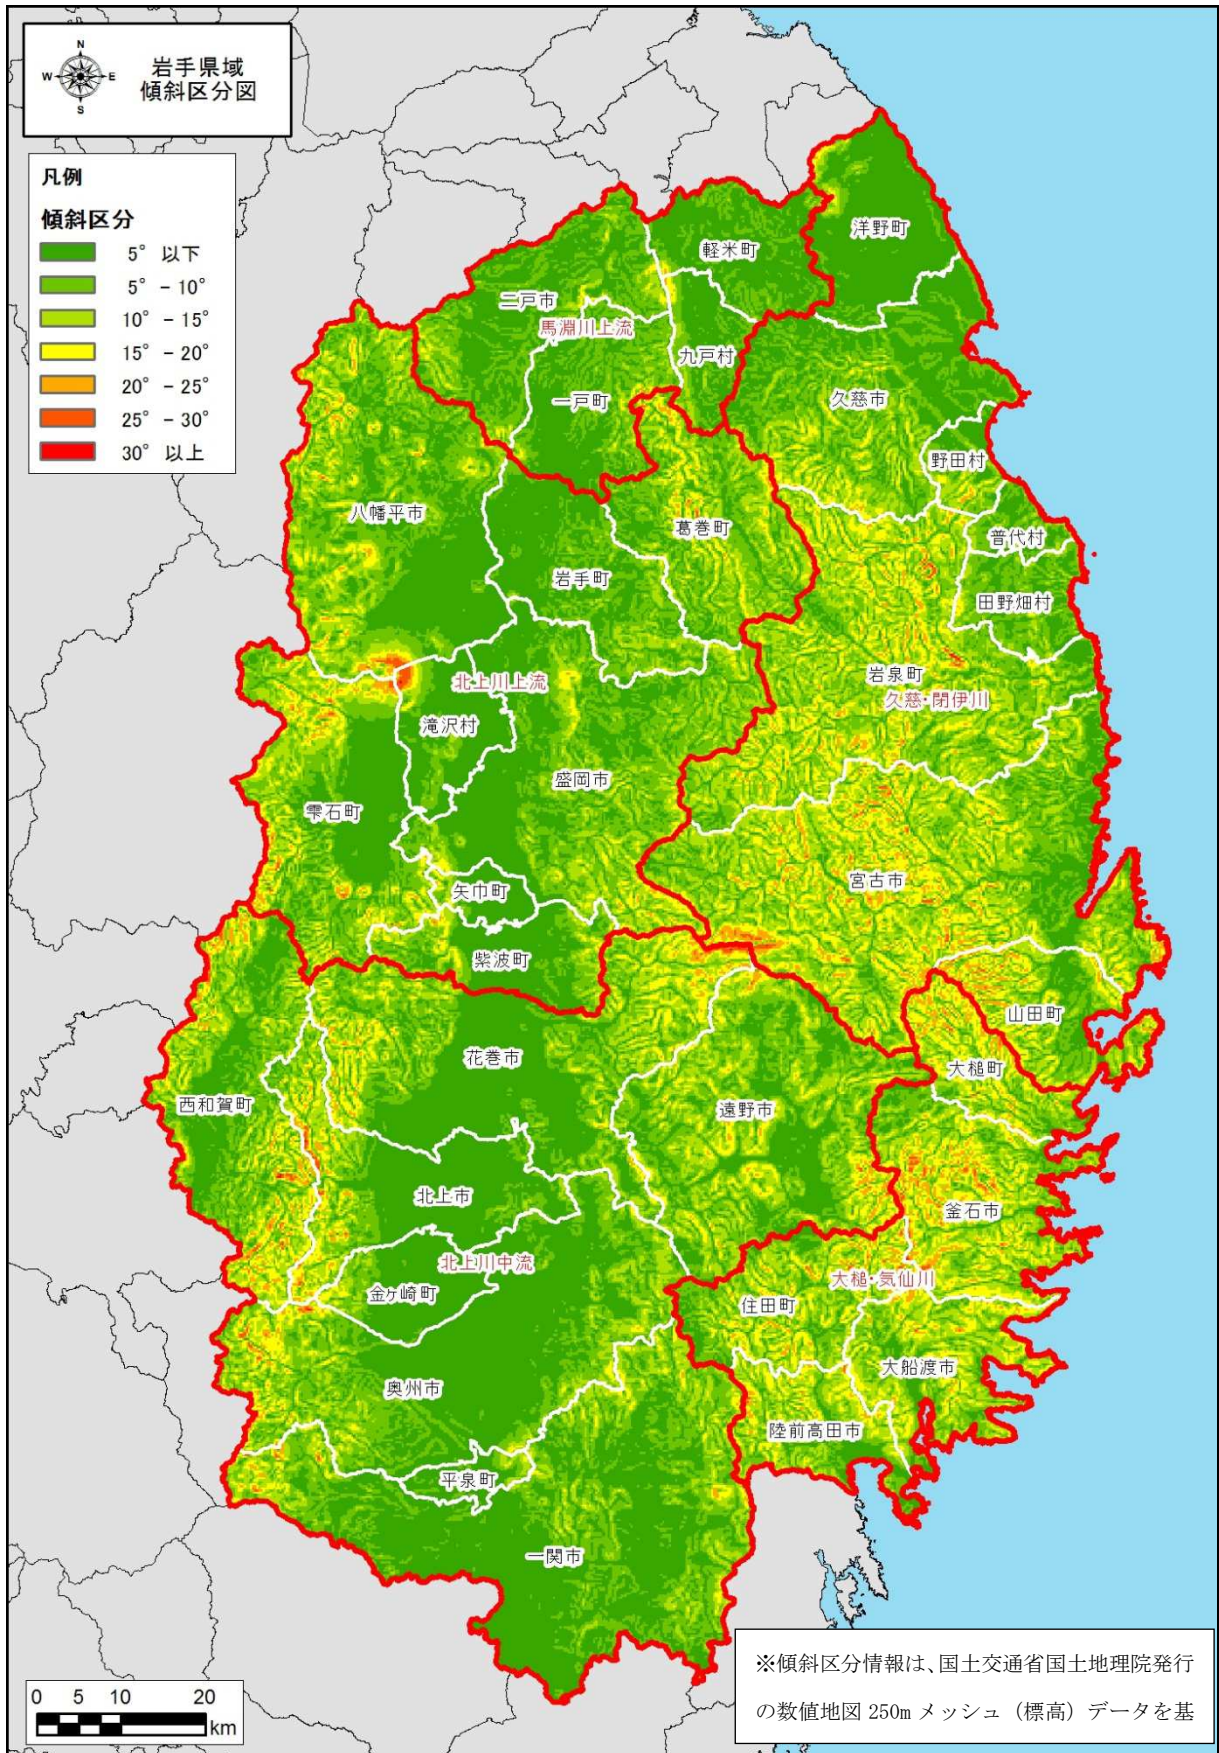 N
W
E
S
岩手県域
傾斜区分図
凡例
傾斜区分
5° 以下
5° - 10°
10° - 15°
15° - 20°
20° - 25°
25° - 30°
30° 以上
洋野町
軽米町
二戸市
馬淵川上流
九戸村
一戸町
久慈市
野田村
八幡平市
葛巻町
普代村
岩手町
田野畑村
岩泉町
北上川上流
久慈・閉伊川
滝沢村
盛岡市
雫石町
宮古市
矢巾町
紫波町
山田町
花巻市
大槌町
西和賀町
遠野市
北上市
釜石市
北上川中流
大槌・気仙川
金ケ崎町
住田町
大船渡市
奥州市
陸前高田市
平泉町
一関市
0 5 10 20
km
※傾斜区分情報は、国土交通省国土地理院発行
の数値地図 250m メッシュ（標高）データを基